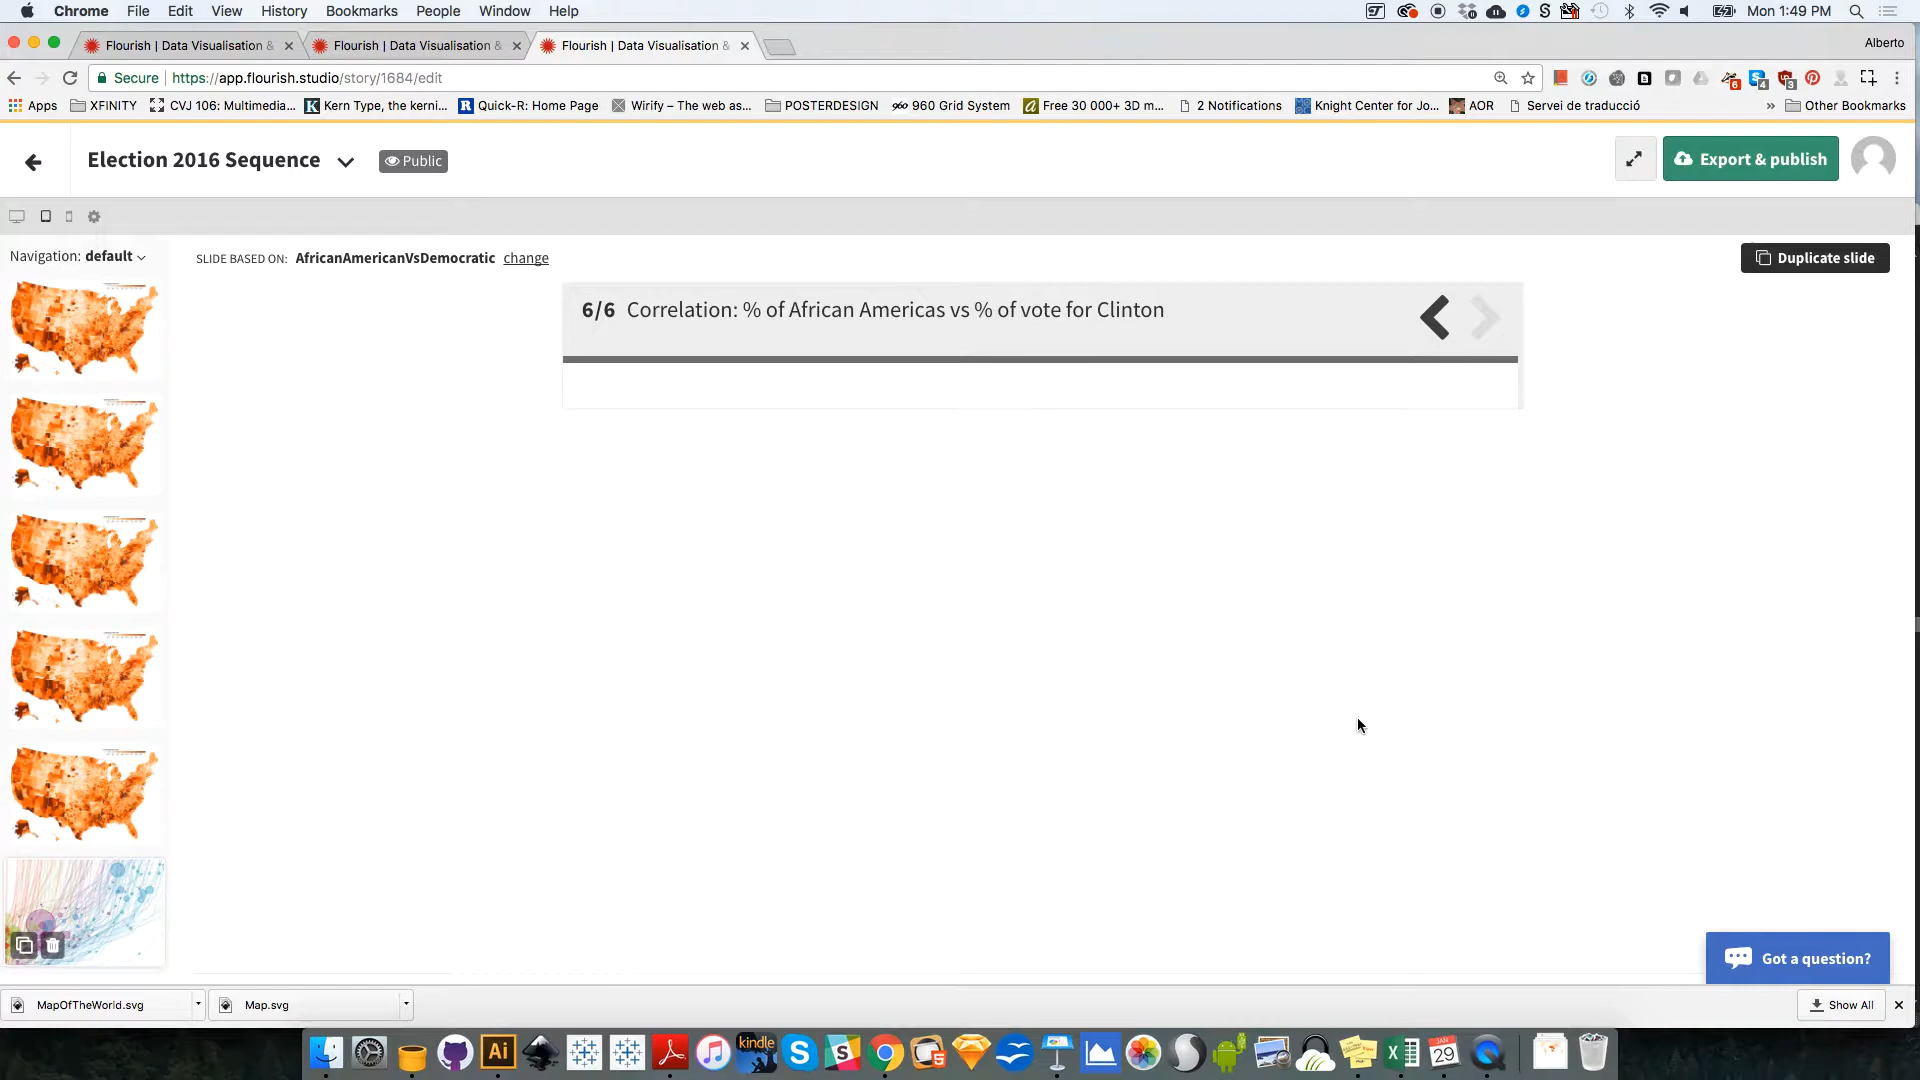 Chrome File Edit View History Bookmarks People Window Help Mon 1:49 PM
Flourish | Data Visualisation & Flourish | Data Visualisation & Flourish | Data Visualisation & Alberto
Secure https://app.flourish.studio/story/1684/edit
Apps XFINITY CVJ 106: Multimedia... Kern Type, the kerni... Quick-R: Home Page Wirify – The web as... POSTERDESIGN 960 Grid System Free 30 000+ 3D m... 2 Notifications Knight Center for Jo... AOR Servei de traducció » Other Bookmarks
Election 2016 Sequence Public Export & publish
Navigation: default SLIDE BASED ON: AfricanAmericanVsDemocratic change Duplicate slide
6/6 Correlation: % of African Americas vs % of vote for Clinton
Got a question?
MapOfTheWorld.svg Map.svg Show All
Ai kindle JAN 29